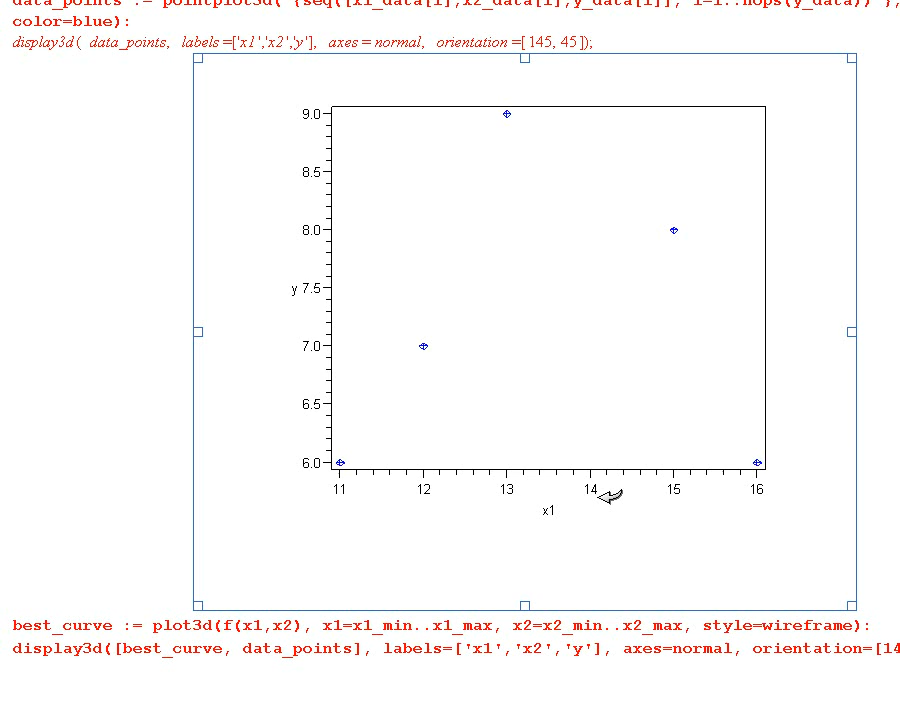 data_points := pointplot3d( {seq([x1_data[i],x2_data[i],y_data[i]], i=1..nops(y_data)) },
color=blue):
display3d( data_points, labels=['x1','x2','y'], axes=normal, orientation=[145, 45]);
9.0
8.5
8.0
y 7.5
7.0
6.5
6.0
11 12 13 14 15 16
x1
best_curve := plot3d(f(x1,x2), x1=x1_min..x1_max, x2=x2_min..x2_max, style=wireframe):
display3d([best_curve, data_points], labels=['x1','x2','y'], axes=normal, orientation=[14